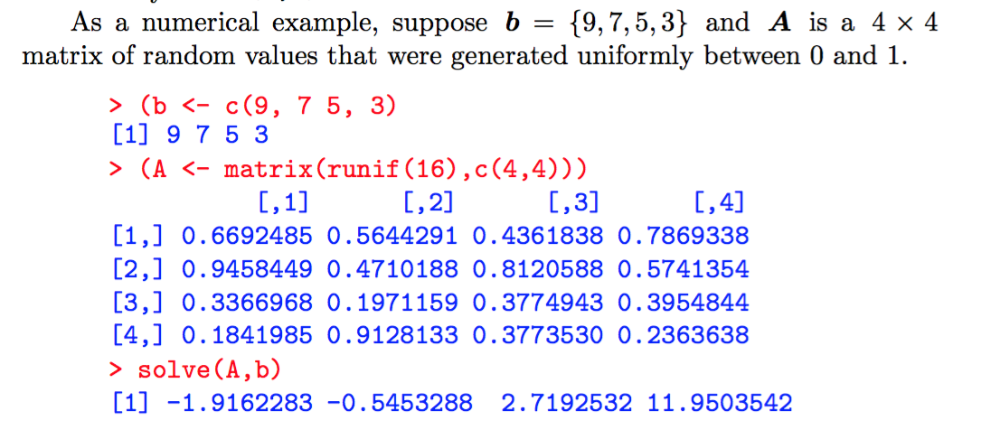 As a numerical example, suppose b = {9, 7, 5, 3} and A is a 4 × 4
matrix of random values that were generated uniformly between 0 and 1.
> (b <- c(9, 7 5, 3)
[1] 9 7 5 3
> (A <- matrix(runif(16),c(4,4)))
[,1] [,2] [,3] [,4]
[1,] 0.6692485 0.5644291 0.4361838 0.7869338
[2,] 0.9458449 0.4710188 0.8120588 0.5741354
[3,] 0.3366968 0.1971159 0.3774943 0.3954844
[4,] 0.1841985 0.9128133 0.3773530 0.2363638
> solve(A,b)
[1] -1.9162283 -0.5453288 2.7192532 11.9503542